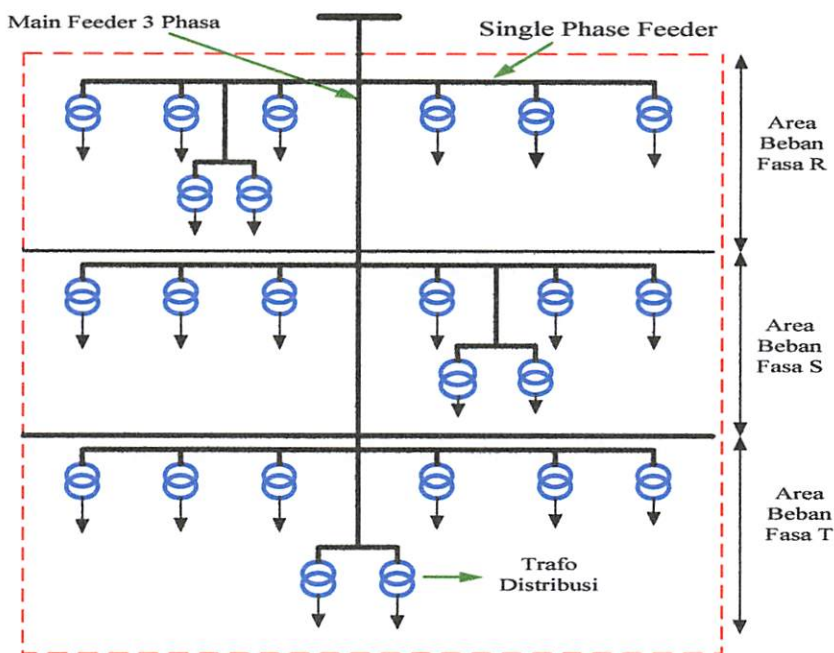 Main Feeder 3 Phasa
Single Phase Feeder
Area
Beban
Fasa R
Area
Beban
Fasa S
Area
Beban
Fasa T
Trafo
Distribusi